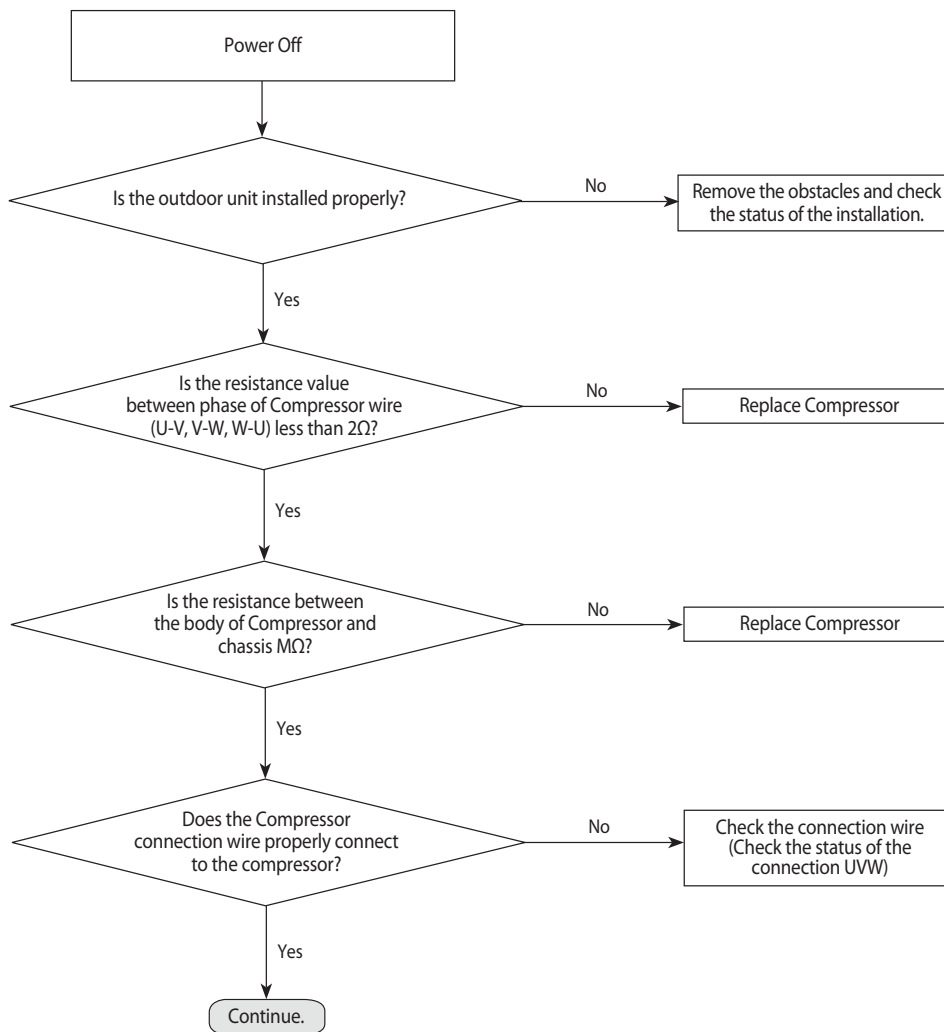 Power Off
Is the outdoor unit installed properly?
No
Remove the obstacles and check
the status of the installation.
Yes
Is the resistance value
between phase of Compressor wire
(U-V, V-W, W-U) less than 2Ω?
No
Replace Compressor
Yes
Is the resistance between
the body of Compressor and
chassis MΩ?
No
Replace Compressor
Yes
Does the Compressor
connection wire properly connect
to the compressor?
No
Check the connection wire
(Check the status of the
connection UVW)
Yes
Continue.